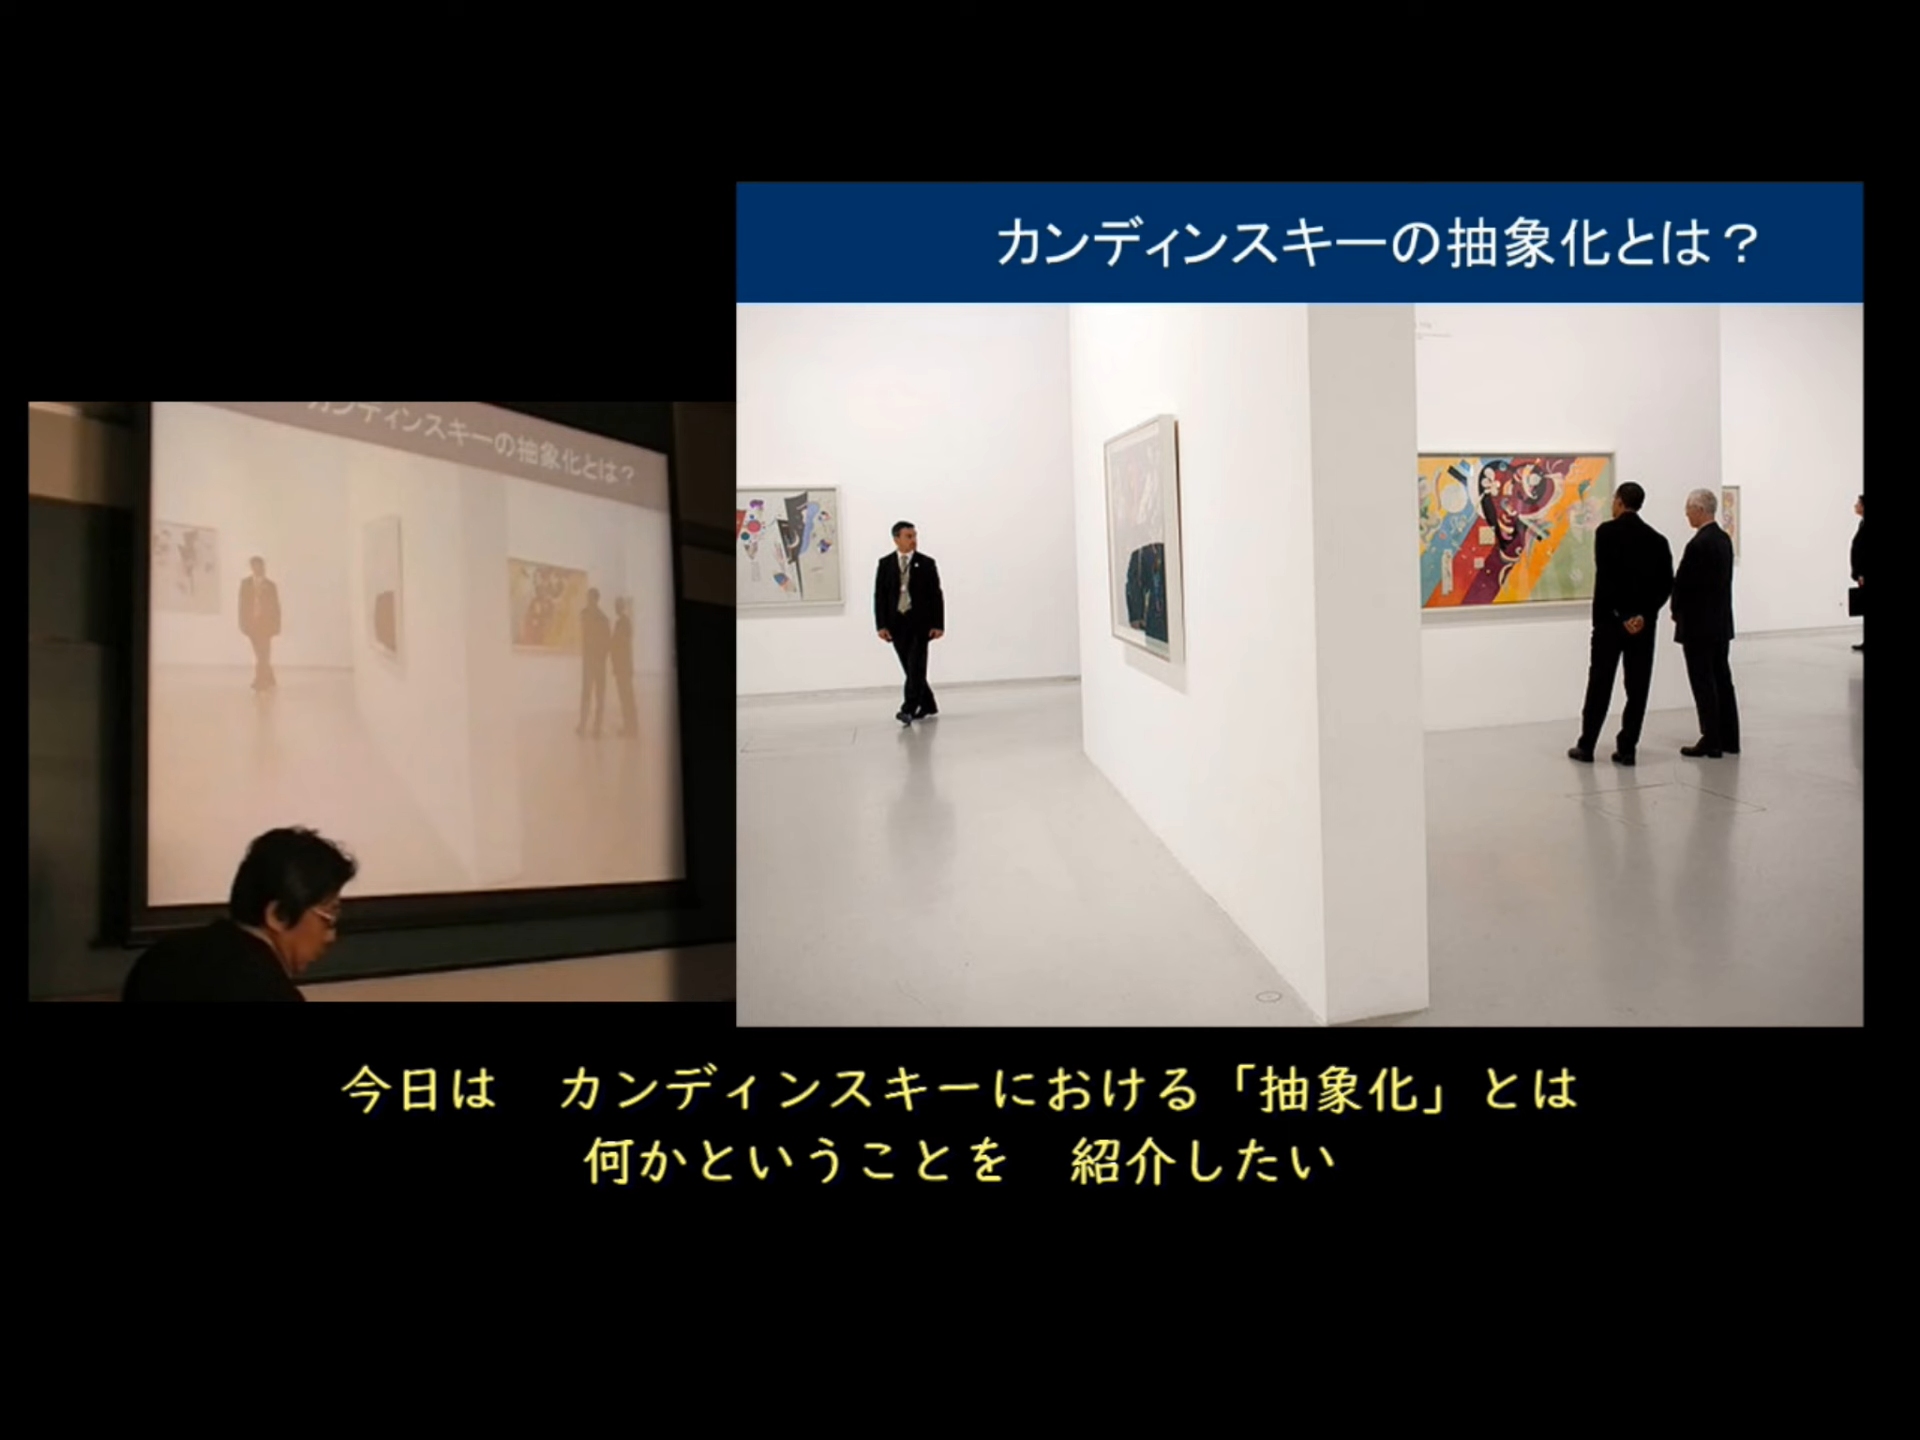 カンディンスキーの抽象化とは？
カンディンスキーの抽象化とは？
今日は　カンディンスキーにおける「抽象化」とは
何かということを　紹介したい